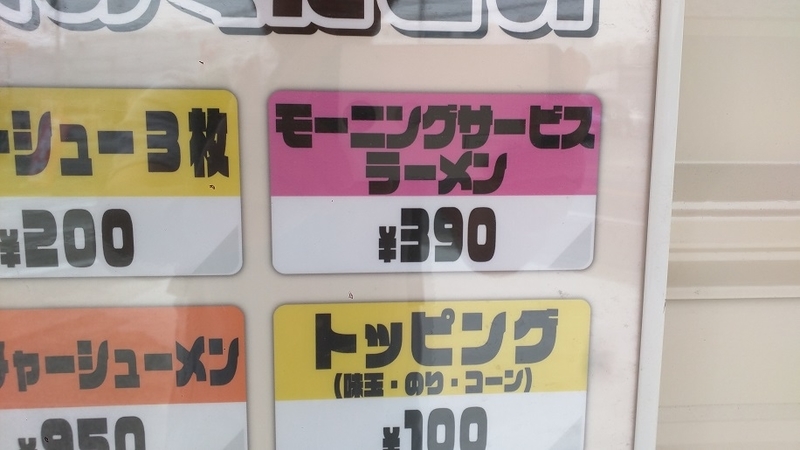 ーシュー3枚
¥200
モーニングサービス
ラーメン
¥390
チャーシューメン
¥950
トッピング
(味玉・のり・コーン)
¥100